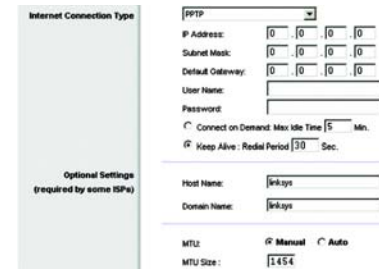 Internet Connection Type PPTP
IP Address: 0 . 0 . 0 . 0
Subnet Mask: 0 . 0 . 0 . 0
Default Gateway: 0 . 0 . 0 . 0
User Name:
Password:
Connect on Demand: Max Idle Time 5 Min.
Keep Alive : Redial Period 30 Sec.
Optional Settings
(required by some ISPs)
Host Name: linksys
Domain Name: linksys
MTU: Manual Auto
MTU Size : 1454